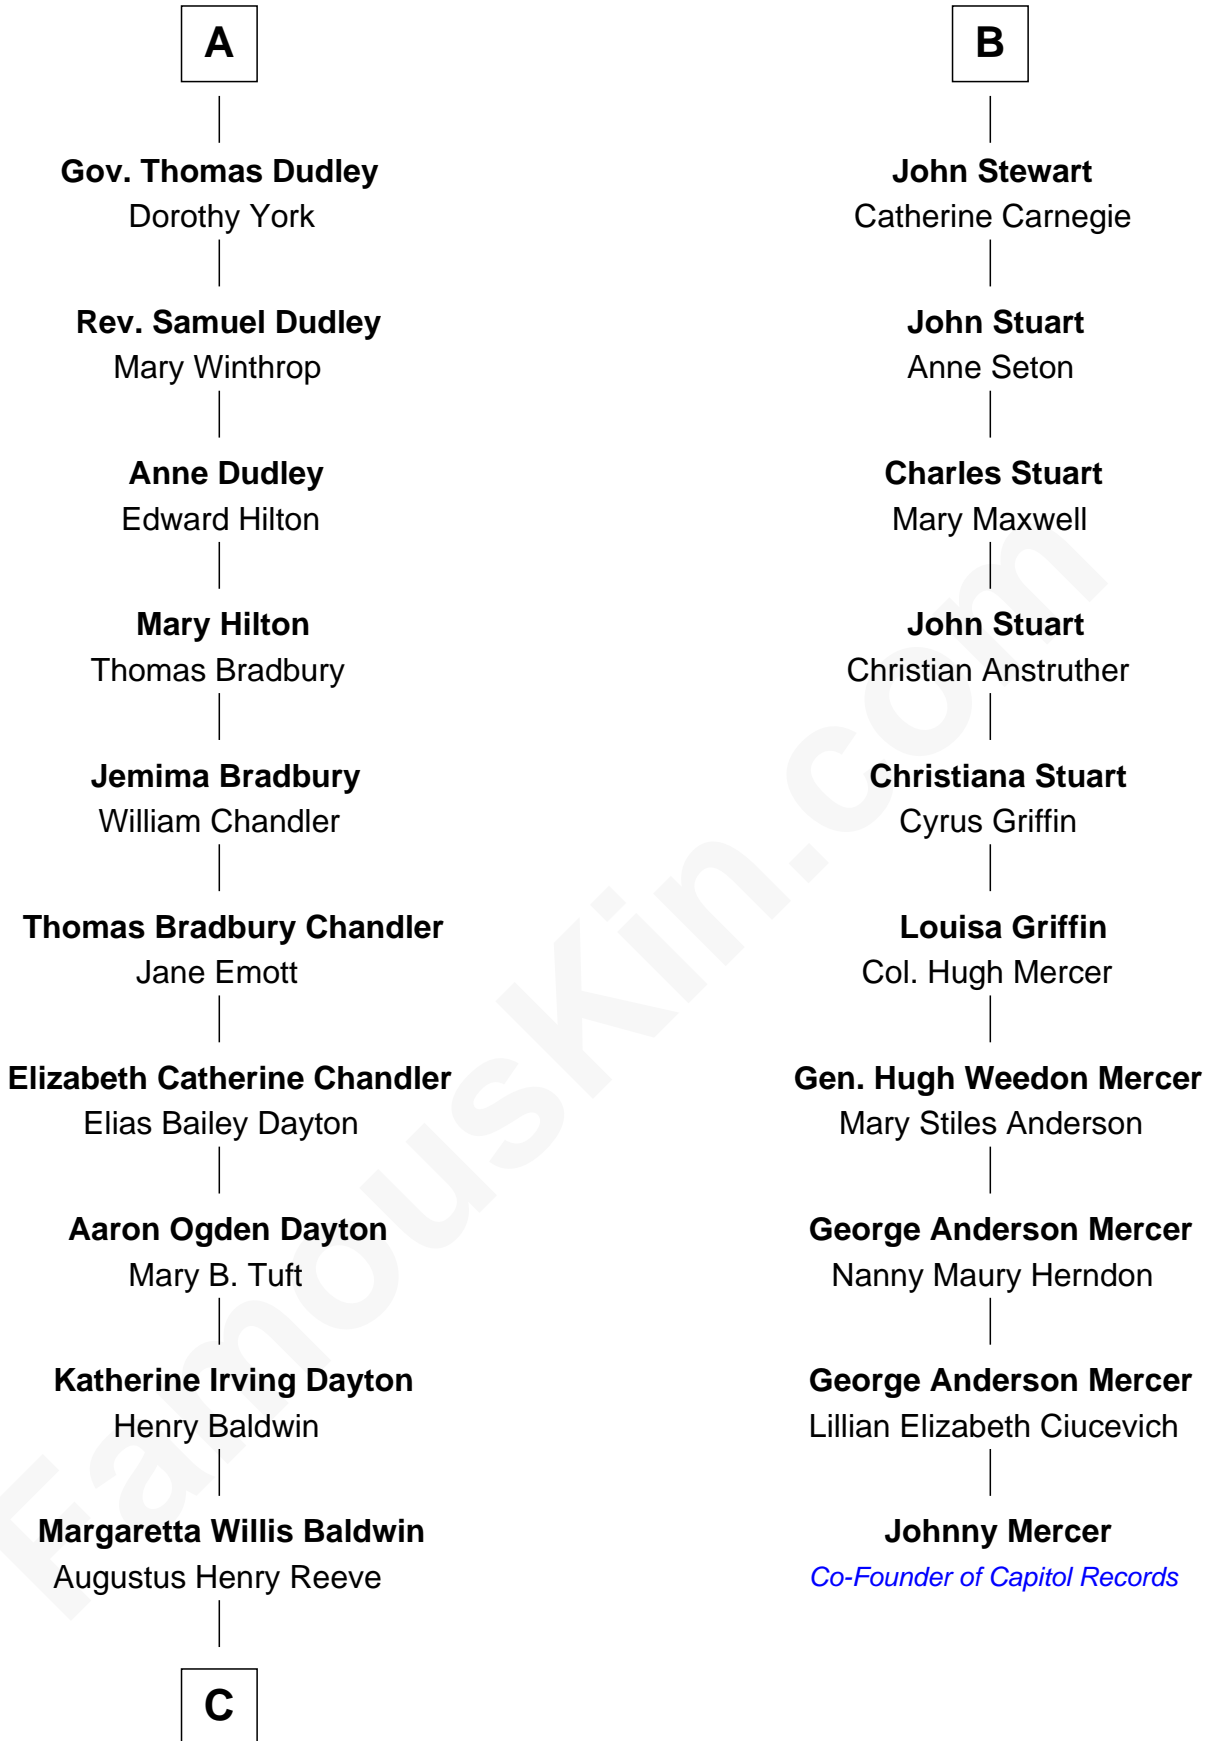 A
Gov. Thomas Dudley
Dorothy York
Rev. Samuel Dudley
Mary Winthrop
Anne Dudley
Edward Hilton
Mary Hilton
Thomas Bradbury
Jemima Bradbury
William Chandler
Thomas Bradbury Chandler
Jane Emott
Elizabeth Catherine Chandler
Elias Bailey Dayton
Aaron Ogden Dayton
Mary B. Tuft
Katherine Irving Dayton
Henry Baldwin
Margaretta Willis Baldwin
Augustus Henry Reeve
C
B
John Stewart
Catherine Carnegie
John Stuart
Anne Seton
Charles Stuart
Mary Maxwell
John Stuart
Christian Anstruther
Christiana Stuart
Cyrus Griffin
Louisa Griffin
Col. Hugh Mercer
Gen. Hugh Weedon Mercer
Mary Stiles Anderson
George Anderson Mercer
Nanny Maury Herndon
George Anderson Mercer
Lillian Elizabeth Ciucevich
Johnny Mercer
Co-Founder of Capitol Records
FamousKin.com